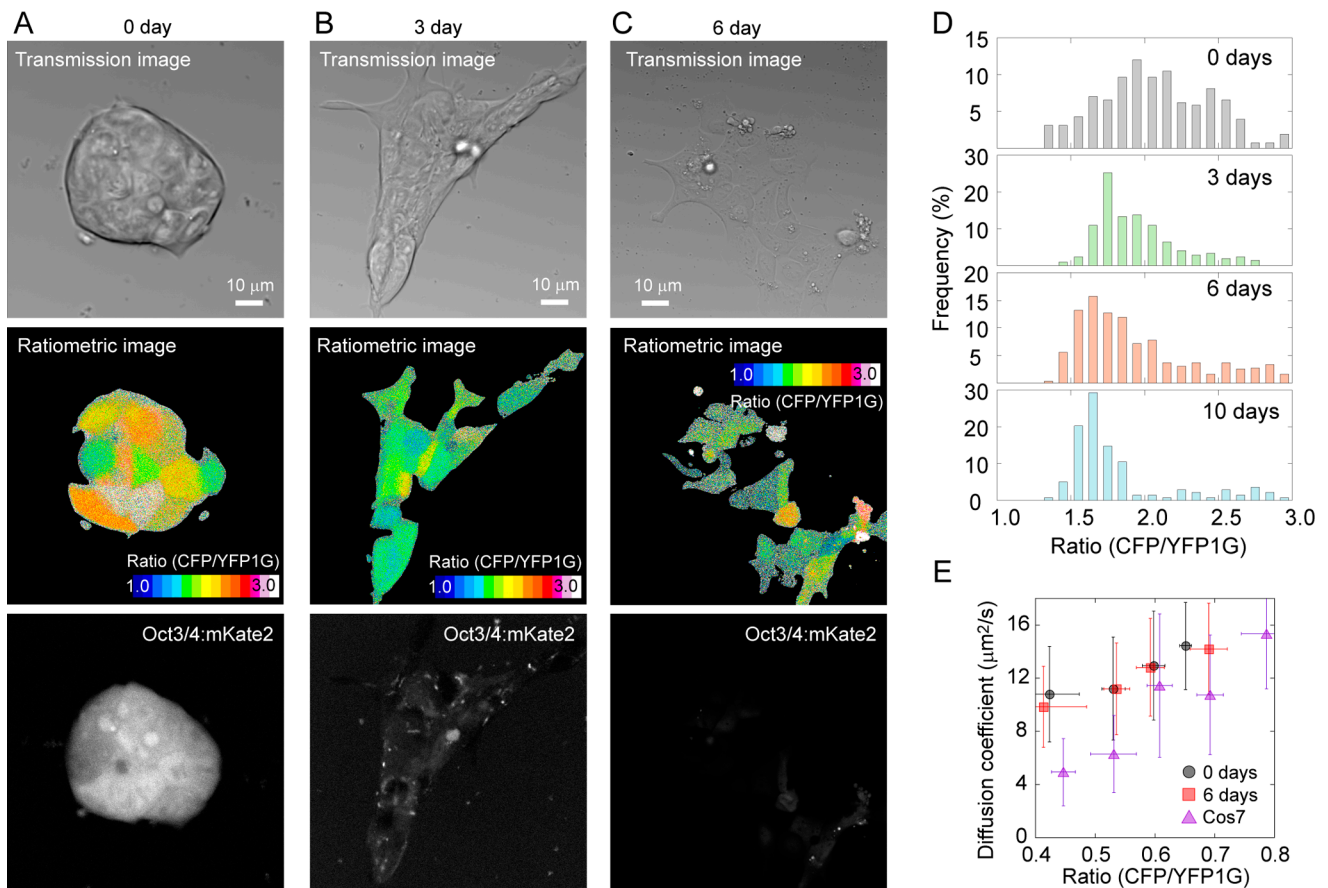 A
0 day
Transmission image
10 μm
Ratiometric image
Ratio (CFP/YFP1G)
1.0
3.0
Oct3/4:mKate2
B
3 day
Transmission image
10 μm
Ratiometric image
Ratio (CFP/YFP1G)
1.0
3.0
Oct3/4:mKate2
C
6 day
Transmission image
10 μm
Ratiometric image
1.0
3.0
Ratio (CFP/YFP1G)
Oct3/4:mKate2
D
Frequency (%)
15
10
5
0 days
30
20
10
0
3 days
20
15
10
5
6 days
30
20
10
0
10 days
1.0 1.5 2.0 2.5 3.0
Ratio (CFP/YFP1G)
E
Diffusion coefficient (μm²/s)
16
12
8
4
0
0 days
6 days
Cos7
0.4 0.5 0.6 0.7 0.8
Ratio (CFP/YFP1G)